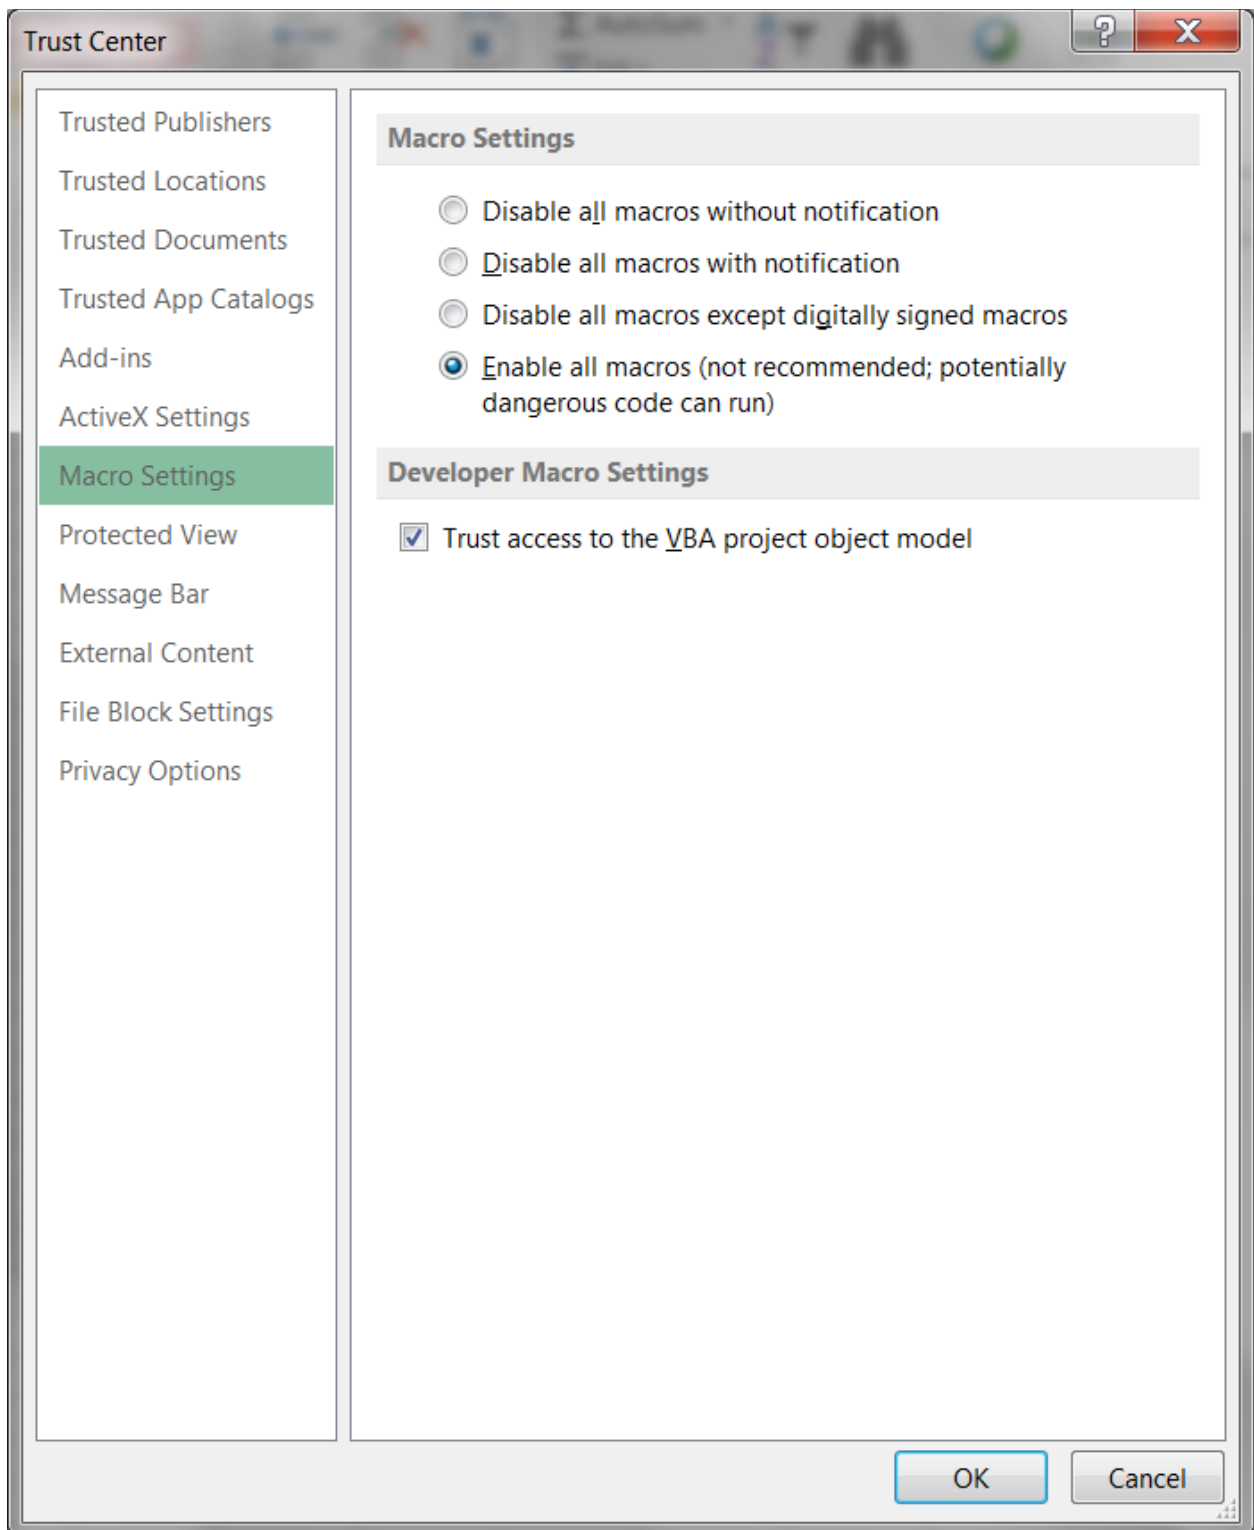 Trust Center
?
X
Trusted Publishers
Trusted Locations
Trusted Documents
Trusted App Catalogs
Add-ins
ActiveX Settings
Macro Settings
Protected View
Message Bar
External Content
File Block Settings
Privacy Options
Macro Settings
Disable all macros without notification
Disable all macros with notification
Disable all macros except digitally signed macros
Enable all macros (not recommended; potentially
dangerous code can run)
Developer Macro Settings
Trust access to the VBA project object model
OK
Cancel